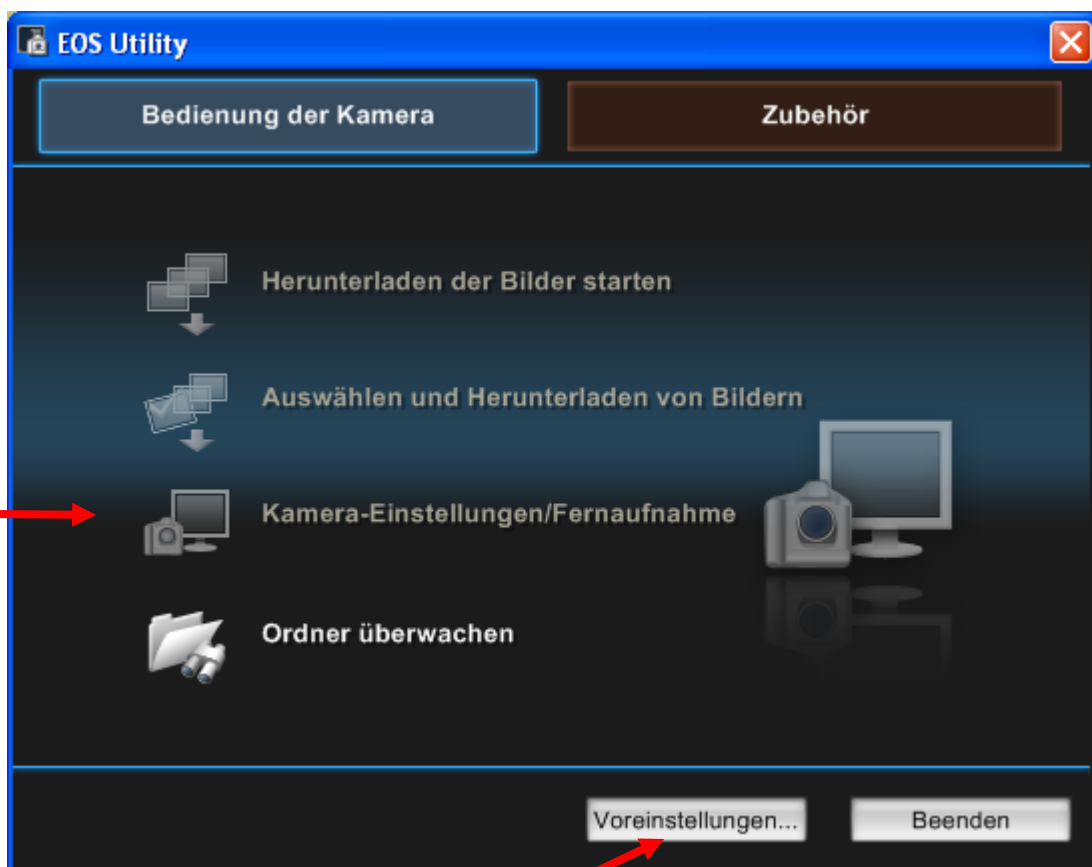 EOS Utility
Bedienung der Kamera
Zubehör
Herunterladen der Bilder starten
Auswählen und Herunterladen von Bildern
Kamera-Einstellungen/Fernaufnahme
Ordner überwachen
Voreinstellungen...
Beenden